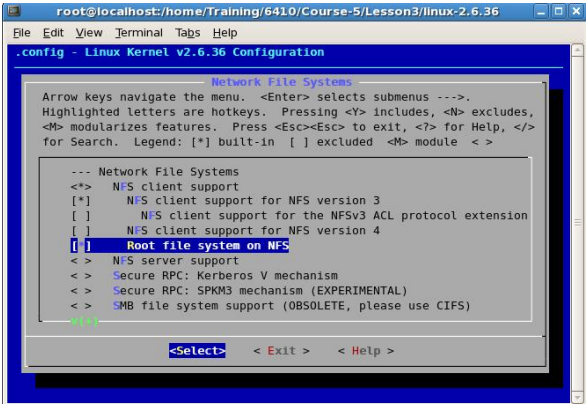 root@localhost:/home/Training/6410/Course-5/Lesson3/linux-2.6.36
File Edit View Terminal Tabs Help
.config - Linux Kernel v2.6.36 Configuration
Network File Systems
Arrow keys navigate the menu. <Enter> selects submenus --->.
Highlighted letters are hotkeys. Pressing <Y> includes, <N> excludes,
<M> modularizes features. Press <Esc><Esc> to exit, <?> for Help, </>
for Search. Legend: [*] built-in [ ] excluded <M> module < >
--- Network File Systems
<*> NFS client support
[*] NFS client support for NFS version 3
[ ] NFS client support for the NFSv3 ACL protocol extension
[ ] NFS client support for NFS version 4
[*] Root file system on NFS
< > NFS server support
< > Secure RPC: Kerberos V mechanism
< > Secure RPC: SPKM3 mechanism (EXPERIMENTAL)
< > SMB file system support (OBSOLETE, please use CIFS)
v(+)
<Select> < Exit > < Help >